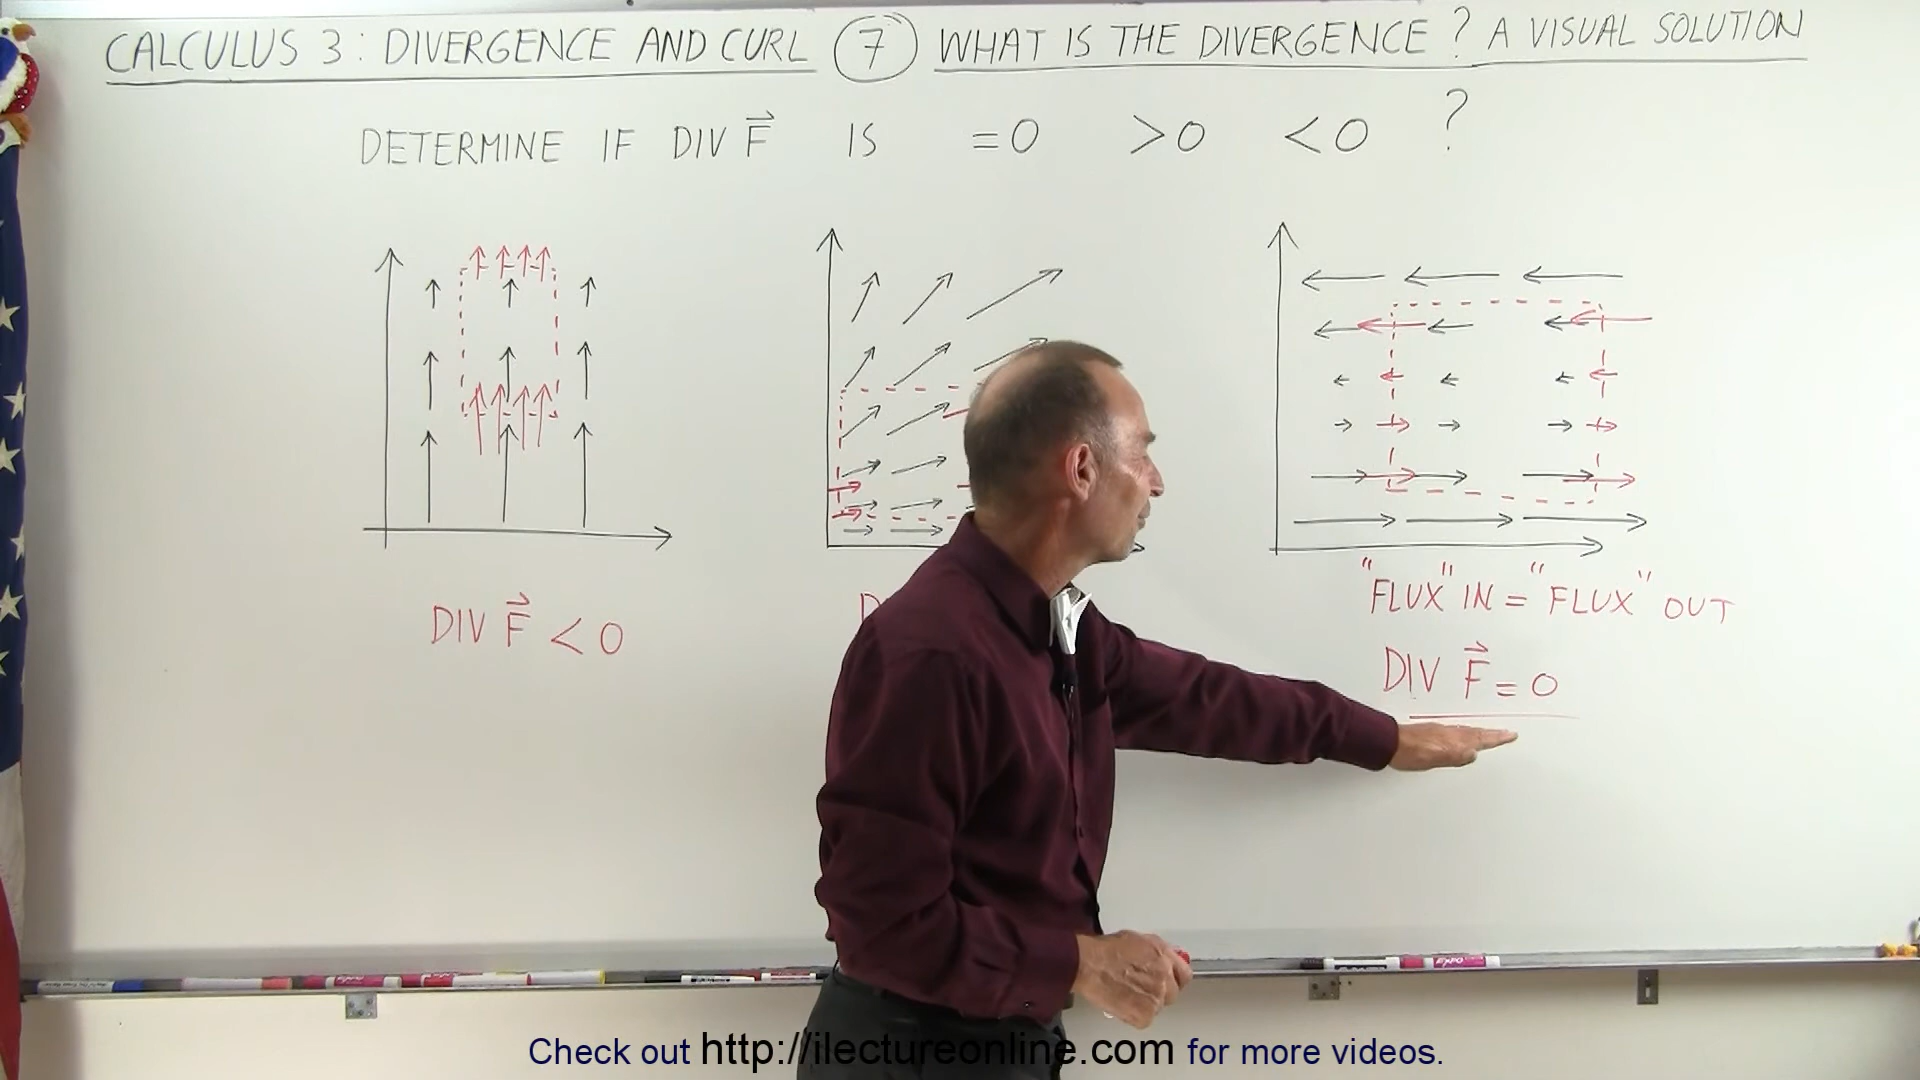 CALCULUS 3: DIVERGENCE AND CURL 7 WHAT IS THE DIVERGENCE? A VISUAL SOLUTION
DETERMINE IF DIV F⃗ IS =0 >0 <0 ?
DIV F⃗ < 0
"FLUX" IN = "FLUX" OUT
DIV F⃗ = 0
EXPO
Check out http://ilectureonline.com for more videos.